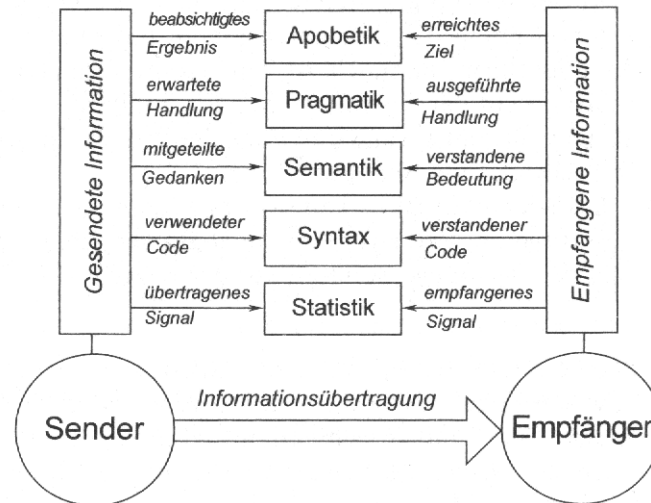 Gesendete Information
beabsichtigtes
Ergebnis
Apobetik
erreichtes
Ziel
erwartete
Handlung
Pragmatik
ausgeführte
Handlung
mitgeteilte
Gedanken
Semantik
verstandene
Bedeutung
verwendeter
Code
Syntax
verstandener
Code
übertragenes
Signal
Statistik
empfangenes
Signal
Empfangene Information
Sender
Informationsübertragung
Empfänger